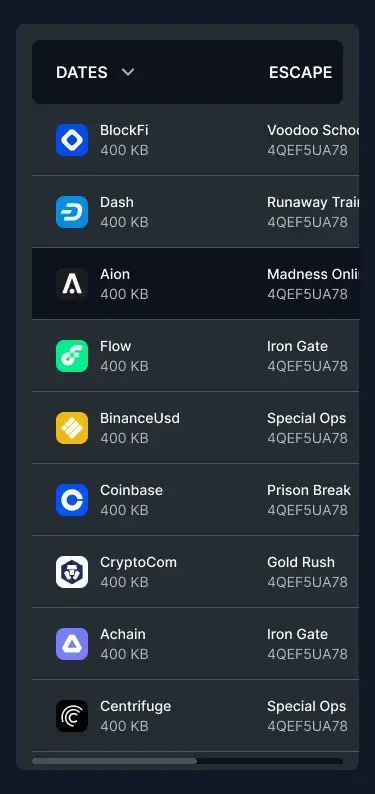 DATES ESCAPE
BlockFi Voodoo Schoo
400 KB 4QEF5UA78
Dash Runaway Trai
400 KB 4QEF5UA78
Aion Madness Onli
400 KB 4QEF5UA78
Flow Iron Gate
400 KB 4QEF5UA78
BinanceUsd Special Ops
400 KB 4QEF5UA78
Coinbase Prison Break
400 KB 4QEF5UA78
CryptoCom Gold Rush
400 KB 4QEF5UA78
Achain Iron Gate
400 KB 4QEF5UA78
Centrifuge Special Ops
400 KB 4QEF5UA78